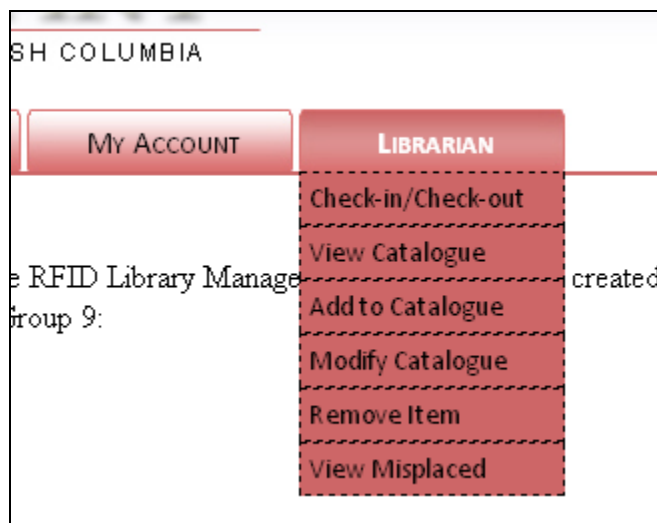 SH COLUMBIA
MY ACCOUNT
LIBRARIAN
Check-in/Check-out
View Catalogue
e RFID Library Manage created
Add to Catalogue
Group 9:
Modify Catalogue
Remove Item
View Misplaced